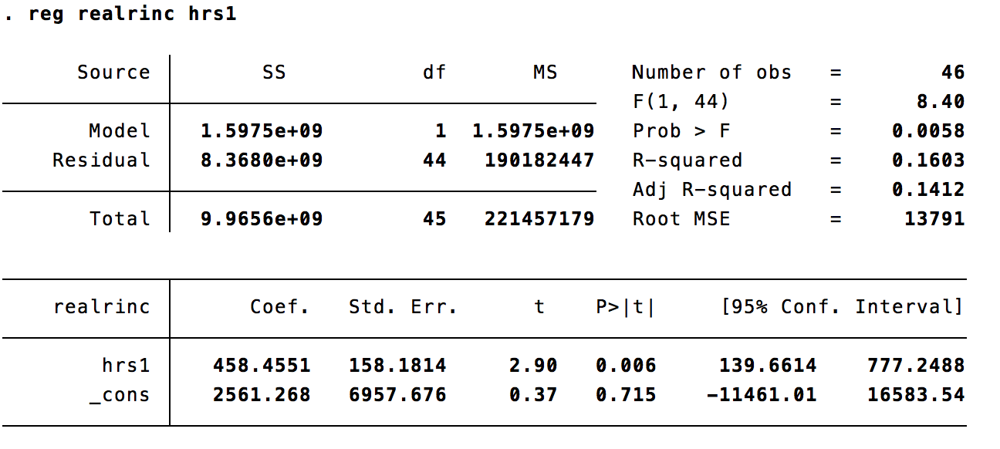 . reg realrinc hrs1
Source SS df MS Number of obs = 46
F(1, 44) = 8.40
Model 1.5975e+09 1 1.5975e+09 Prob > F = 0.0058
Residual 8.3680e+09 44 190182447 R-squared = 0.1603
Adj R-squared = 0.1412
Total 9.9656e+09 45 221457179 Root MSE = 13791
realrinc Coef. Std. Err. t P>|t| [95% Conf. Interval]
hrs1 458.4551 158.1814 2.90 0.006 139.6614 777.2488
_cons 2561.268 6957.676 0.37 0.715 -11461.01 16583.54